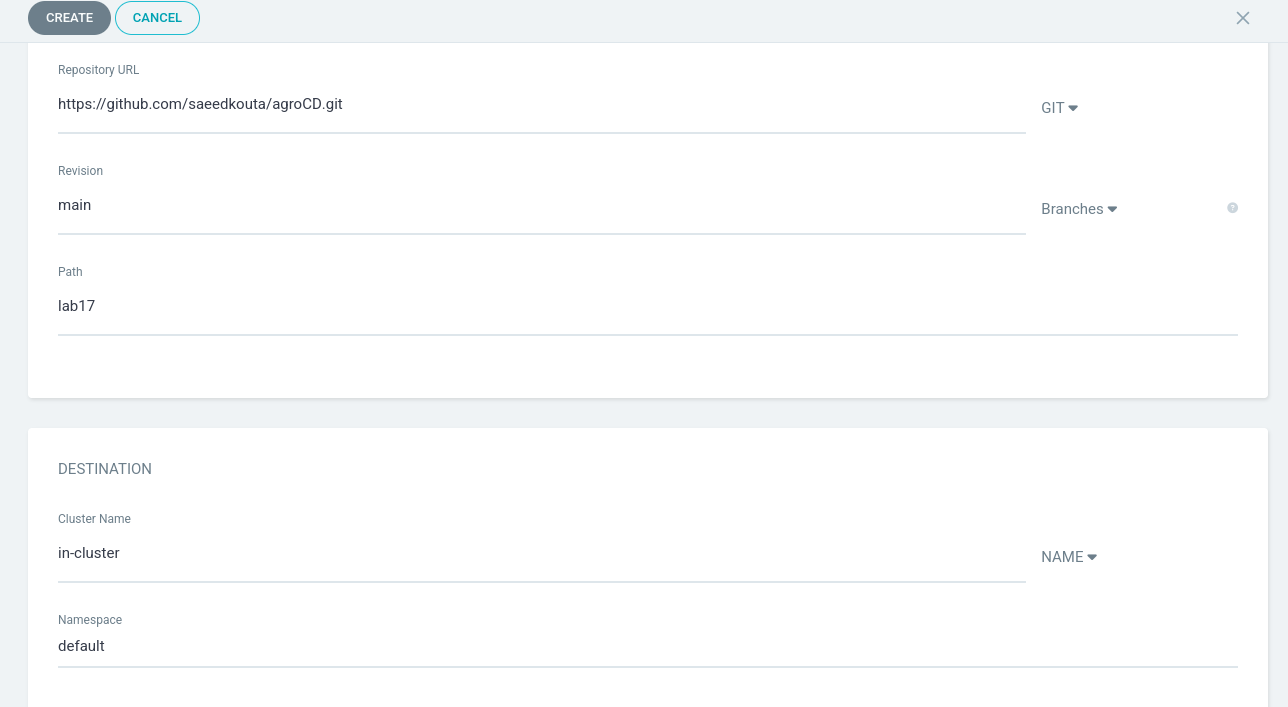 CREATE
CANCEL
Repository URL
https://github.com/saeedkouta/agroCD.git
GIT
Revision
main
Branches
?
Path
lab17
DESTINATION
Cluster Name
in-cluster
NAME
Namespace
default